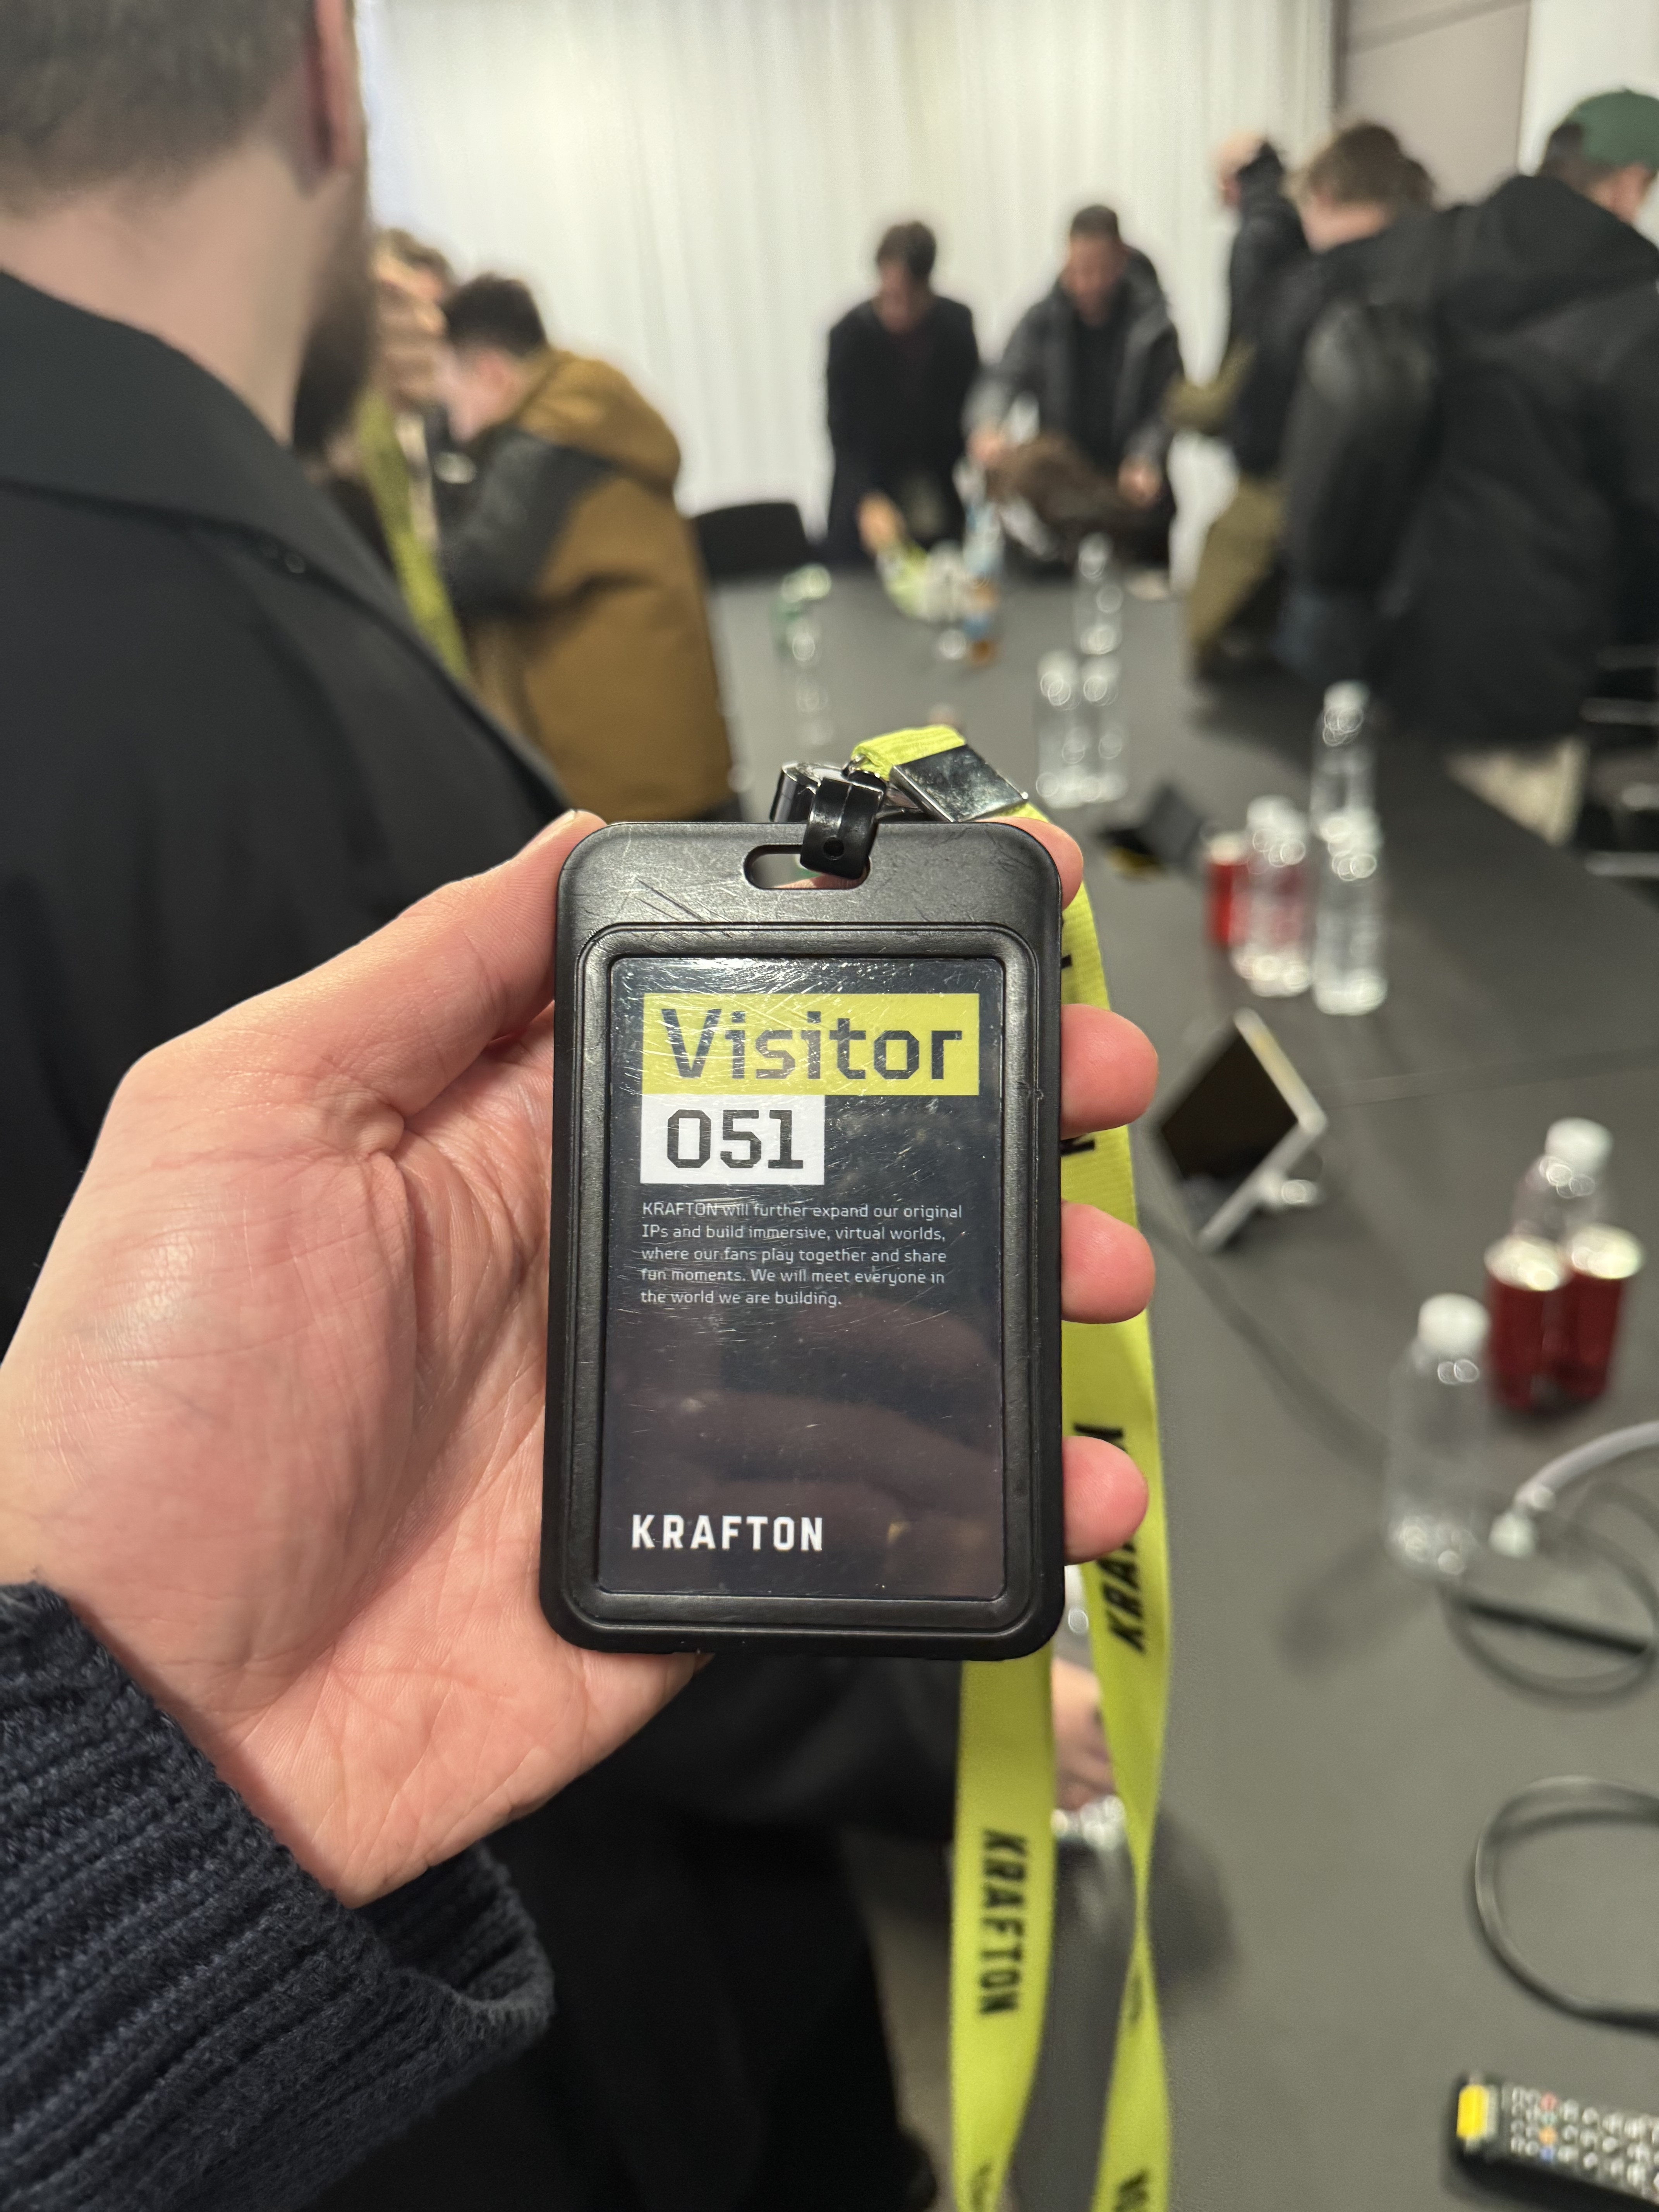 Visitor
051
KRAFTON will further expand our original
IPs and build immersive, virtual worlds,
where our fans play together and share
fun moments. We will meet everyone in
the world we are building.
KRAFTON
KRAFTON